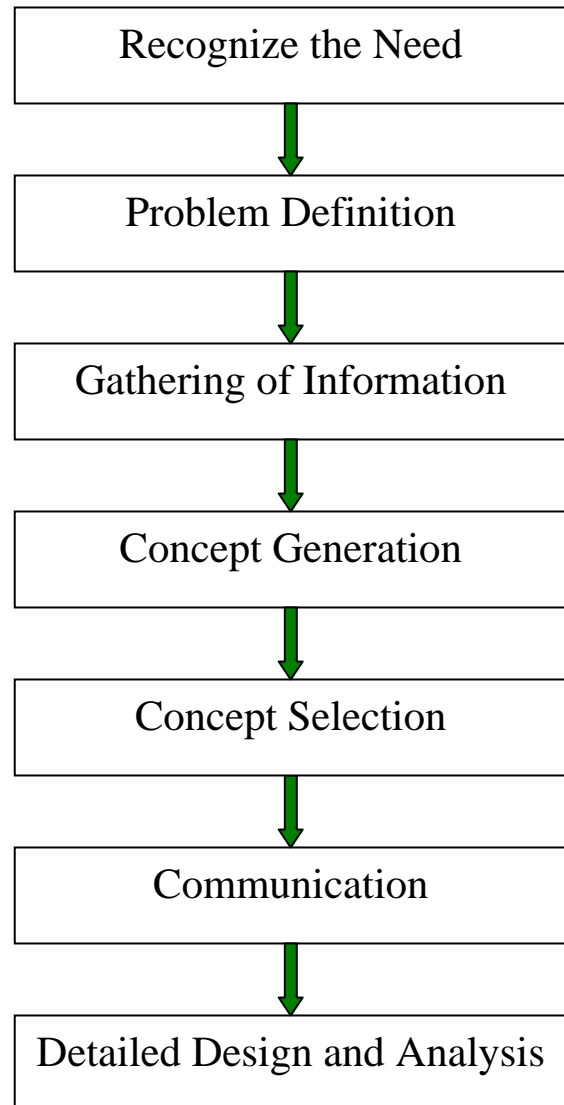 Recognize the Need
Problem Definition
Gathering of Information
Concept Generation
Concept Selection
Communication
Detailed Design and Analysis